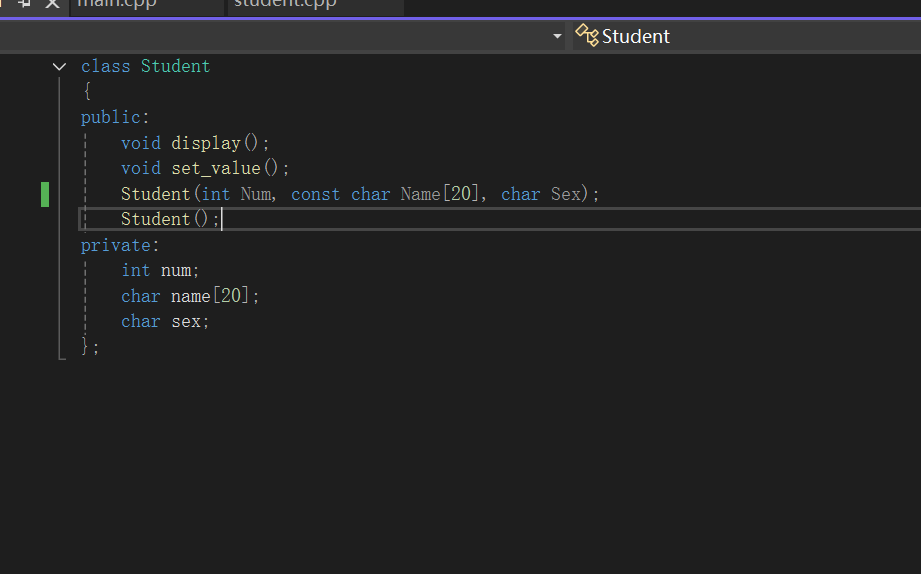 main.cpp student.cpp
Student
class Student
{
public:
void display();
void set_value();
Student(int Num, const char Name[20], char Sex);
Student();
private:
int num;
char name[20];
char sex;
};